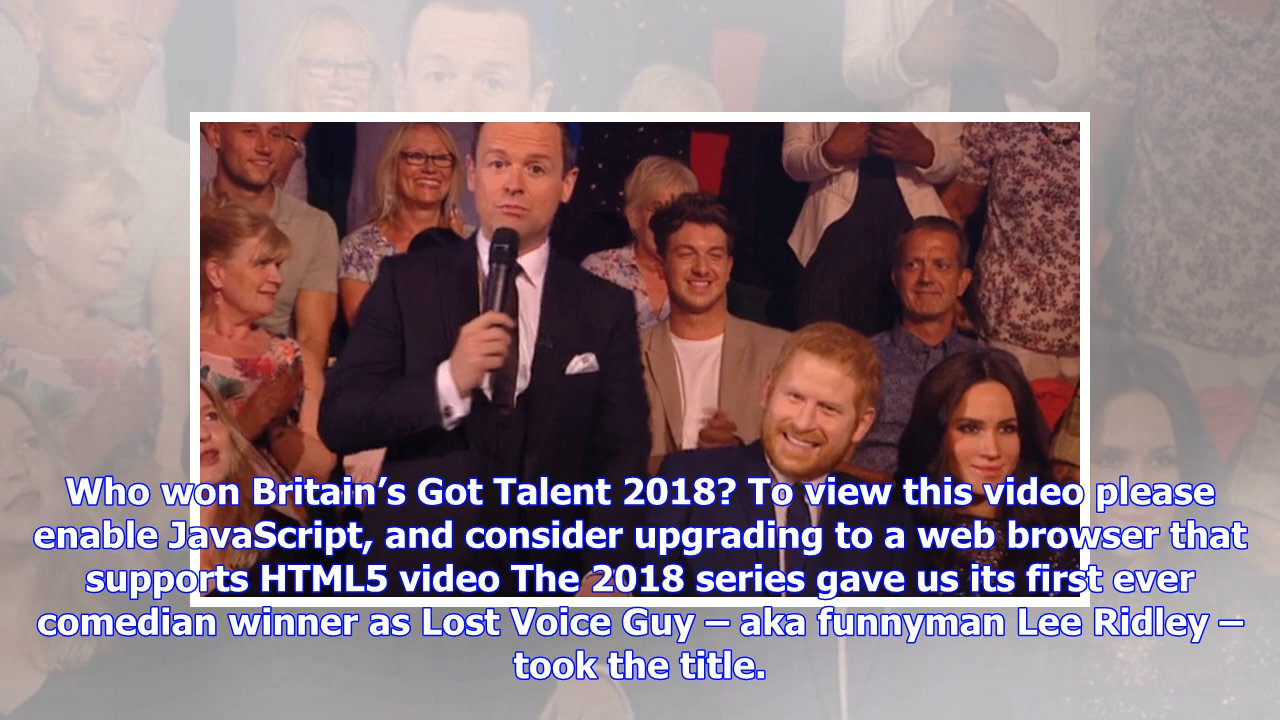 Who won Britain’s Got Talent 2018? To view this video please
enable JavaScript, and consider upgrading to a web browser that
supports HTML5 video The 2018 series gave us its first ever
comedian winner as Lost Voice Guy – aka funnyman Lee Ridley –
took the title.